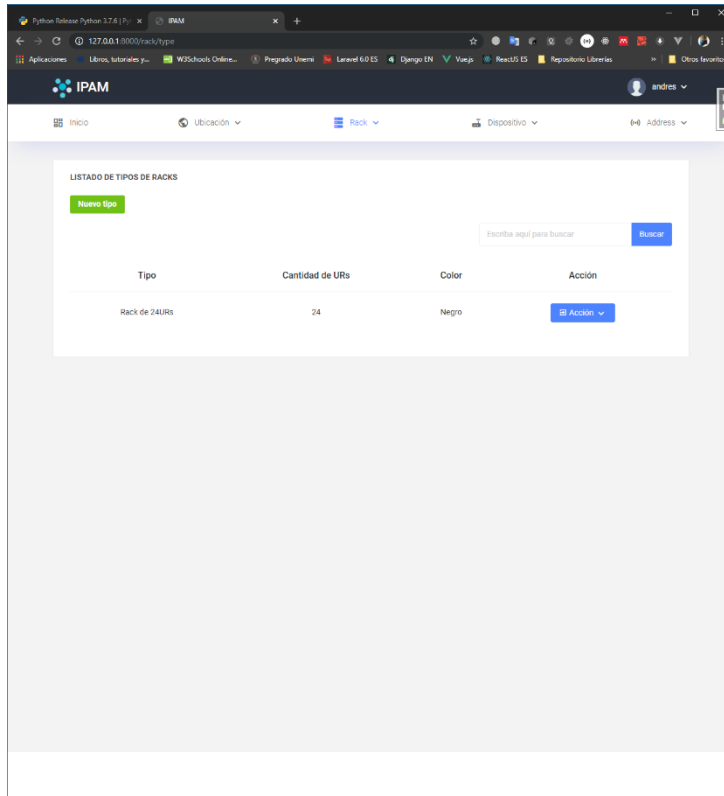 Python Release Python 3.7.6 | Py
IPAM
127.0.0.1:8000/rack/type
Aplicaciones Libros, tutoriales y... W3Schools Online... Pregrado Unemi Laravel 6.0 ES Django EN Vue.js ReactJS ES Repositorio Librerías » Otros favoritos
IPAM andres
Inicio Ubicación Rack Dispositivo Address
LISTADO DE TIPOS DE RACKS
Nuevo tipo
Escriba aquí para buscar Buscar
Tipo Cantidad de URs Color Acción
Rack de 24URs 24 Negro Acción